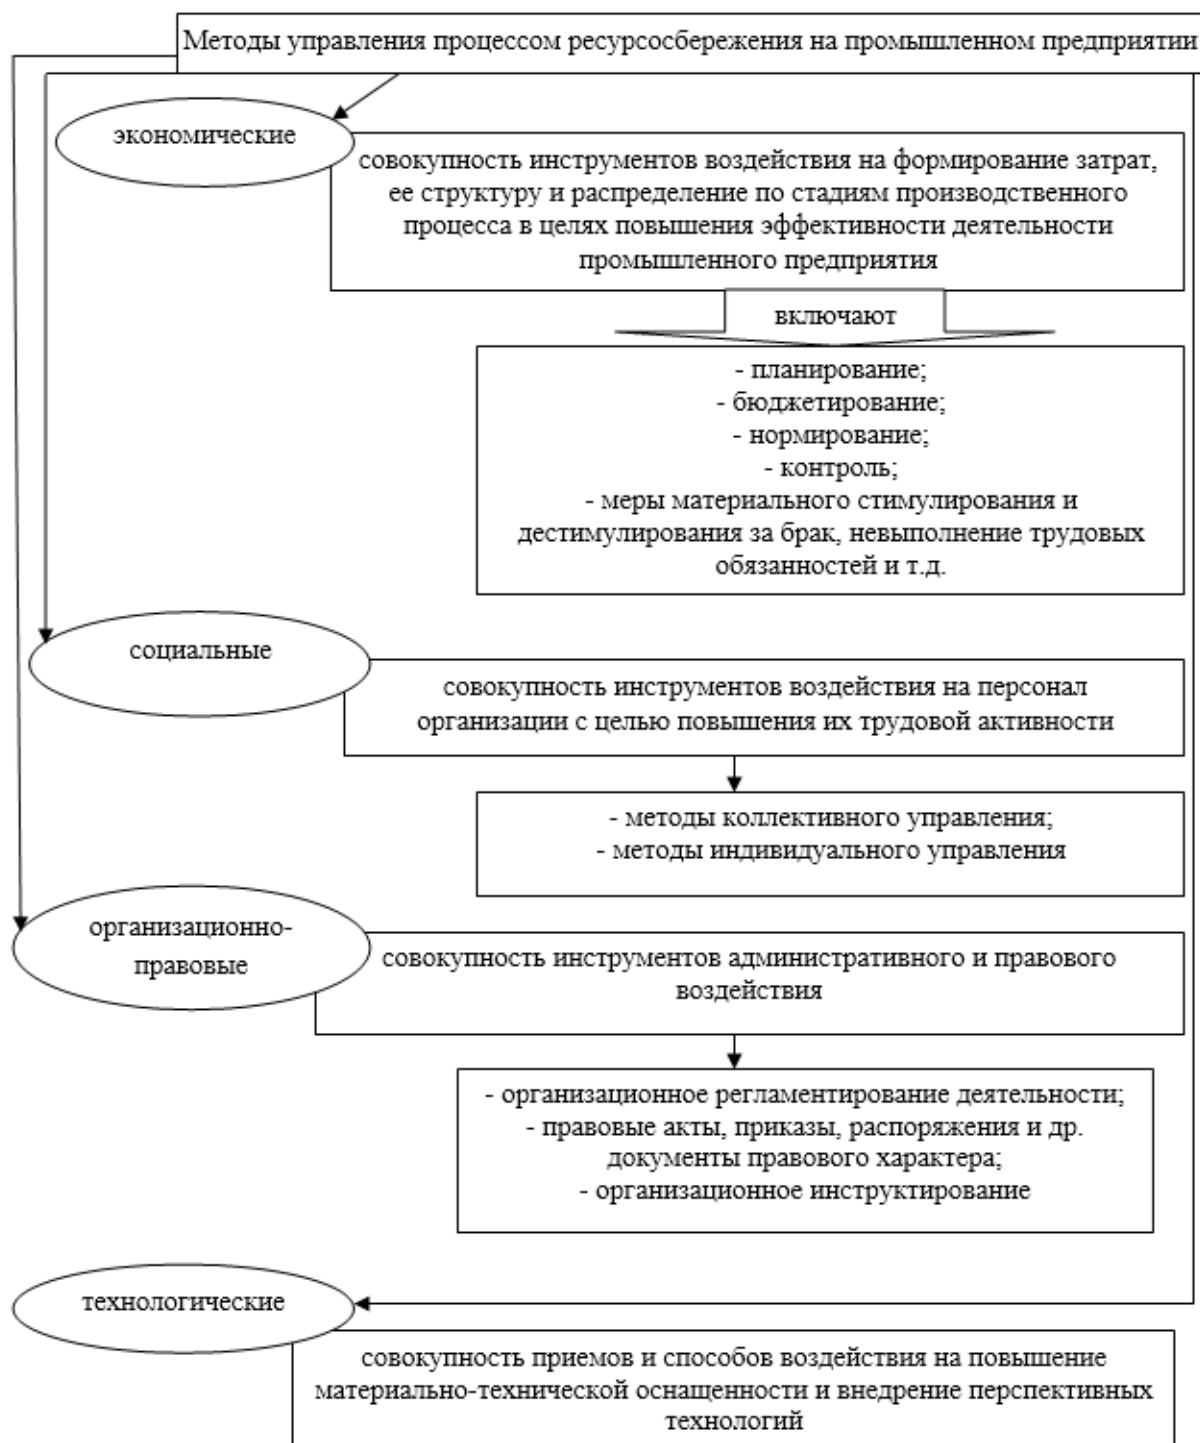 Методы управления процессом ресурсосбережения на промышленном предприятии
экономические
совокупность инструментов воздействия на формирование затрат,
ее структуру и распределение по стадиям производственного
процесса в целях повышения эффективности деятельности
промышленного предприятия
включают
- планирование;
- бюджетирование;
- нормирование;
- контроль;
- меры материального стимулирования и
дестимулирования за брак, невыполнение трудовых
обязанностей и т.д.
социальные
совокупность инструментов воздействия на персонал
организации с целью повышения их трудовой активности
- методы коллективного управления;
- методы индивидуального управления
организационно-
правовые
совокупность инструментов административного и правового
воздействия
- организационное регламентирование деятельности;
- правовые акты, приказы, распоряжения и др.
документы правового характера;
- организационное инструктирование
технологические
совокупность приемов и способов воздействия на повышение
материально-технической оснащенности и внедрение перспективных
технологий